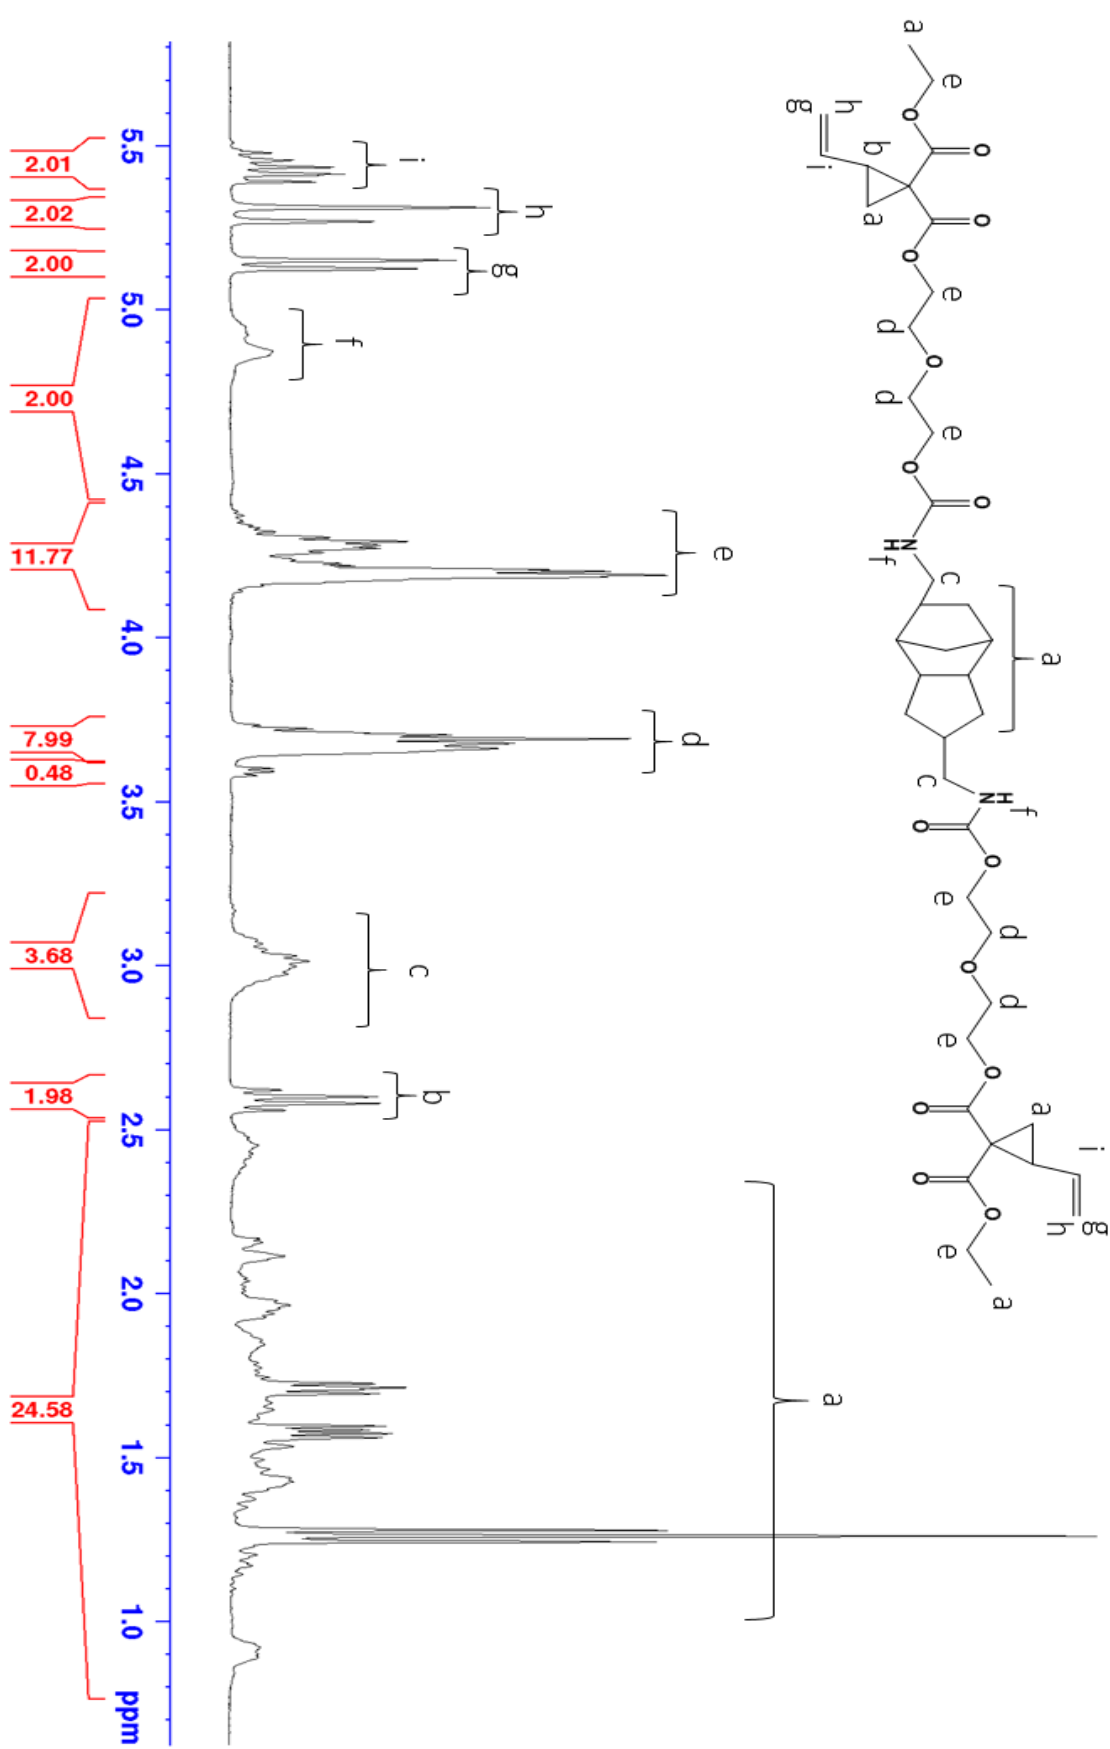 i g
h
a a
f
H d d a
O O O N O O O
O
e e e c e e e
O c O O O
a O O O N
d d H f
b a
h
i
g
a
e
d
h
g
b
c
i
f
5.5 5.0 4.5 4.0 3.5 3.0 2.5 2.0 1.5 1.0 ppm
2.01 2.02 2.00 2.00 11.77 7.99 0.48 3.68 1.98 24.58